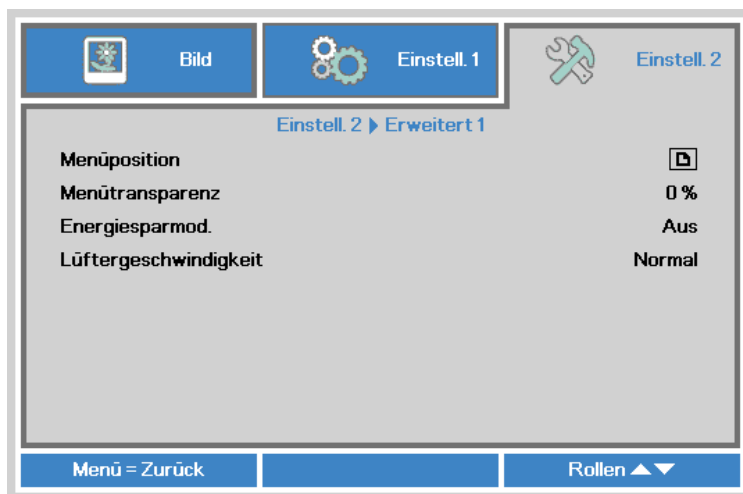 Bild
Einstell. 1
Einstell. 2
Einstell. 2 ▶ Erweitert 1
Menüposition
Menütransparenz 0 %
Energiesparmod. Aus
Lüftergeschwindigkeit Normal
Menü = Zurück
Rollen ▲▼